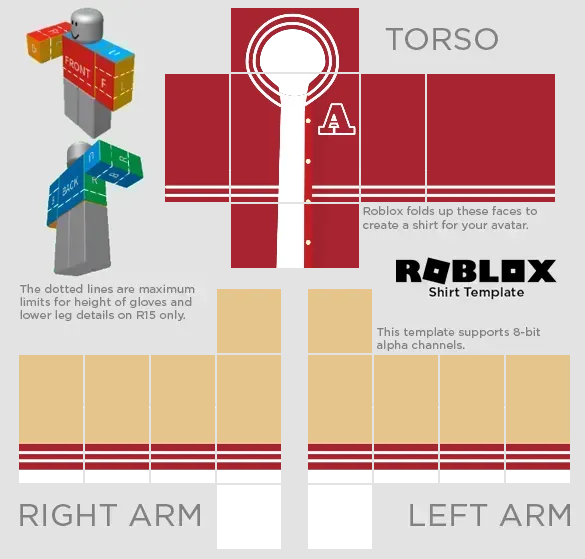 TORSO
FRONT
F
L
BACK
R
A
Roblox folds up these faces to
create a shirt for your avatar.
ROBLOX
Shirt Template
The dotted lines are maximum
limits for height of gloves and
lower leg details on R15 only.
This template supports 8-bit
alpha channels.
RIGHT ARM
LEFT ARM